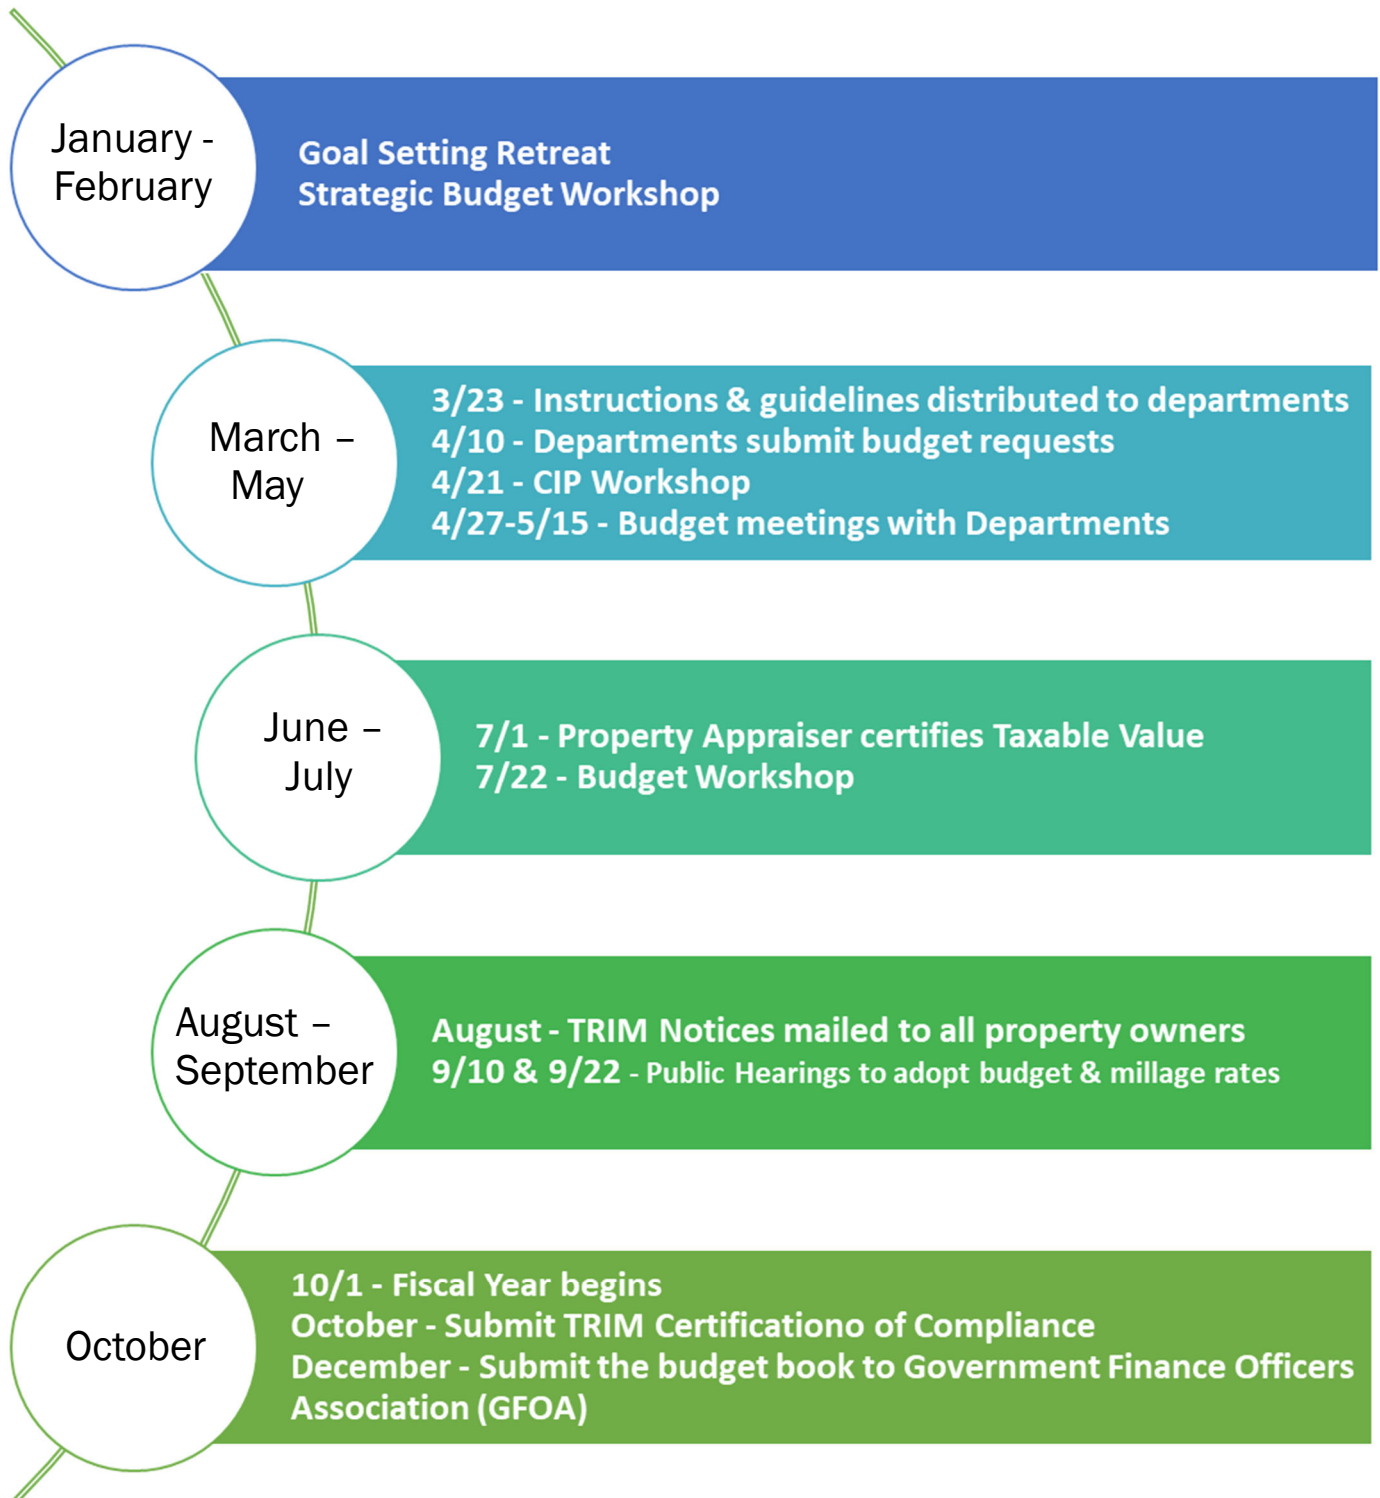 January -
February
Goal Setting Retreat
Strategic Budget Workshop
March –
May
3/23 - Instructions & guidelines distributed to departments
4/10 - Departments submit budget requests
4/21 - CIP Workshop
4/27-5/15 - Budget meetings with Departments
June –
July
7/1 - Property Appraiser certifies Taxable Value
7/22 - Budget Workshop
August –
September
August - TRIM Notices mailed to all property owners
9/10 & 9/22 - Public Hearings to adopt budget & millage rates
October
10/1 - Fiscal Year begins
October - Submit TRIM Certificationo of Compliance
December - Submit the budget book to Government Finance Officers
Association (GFOA)